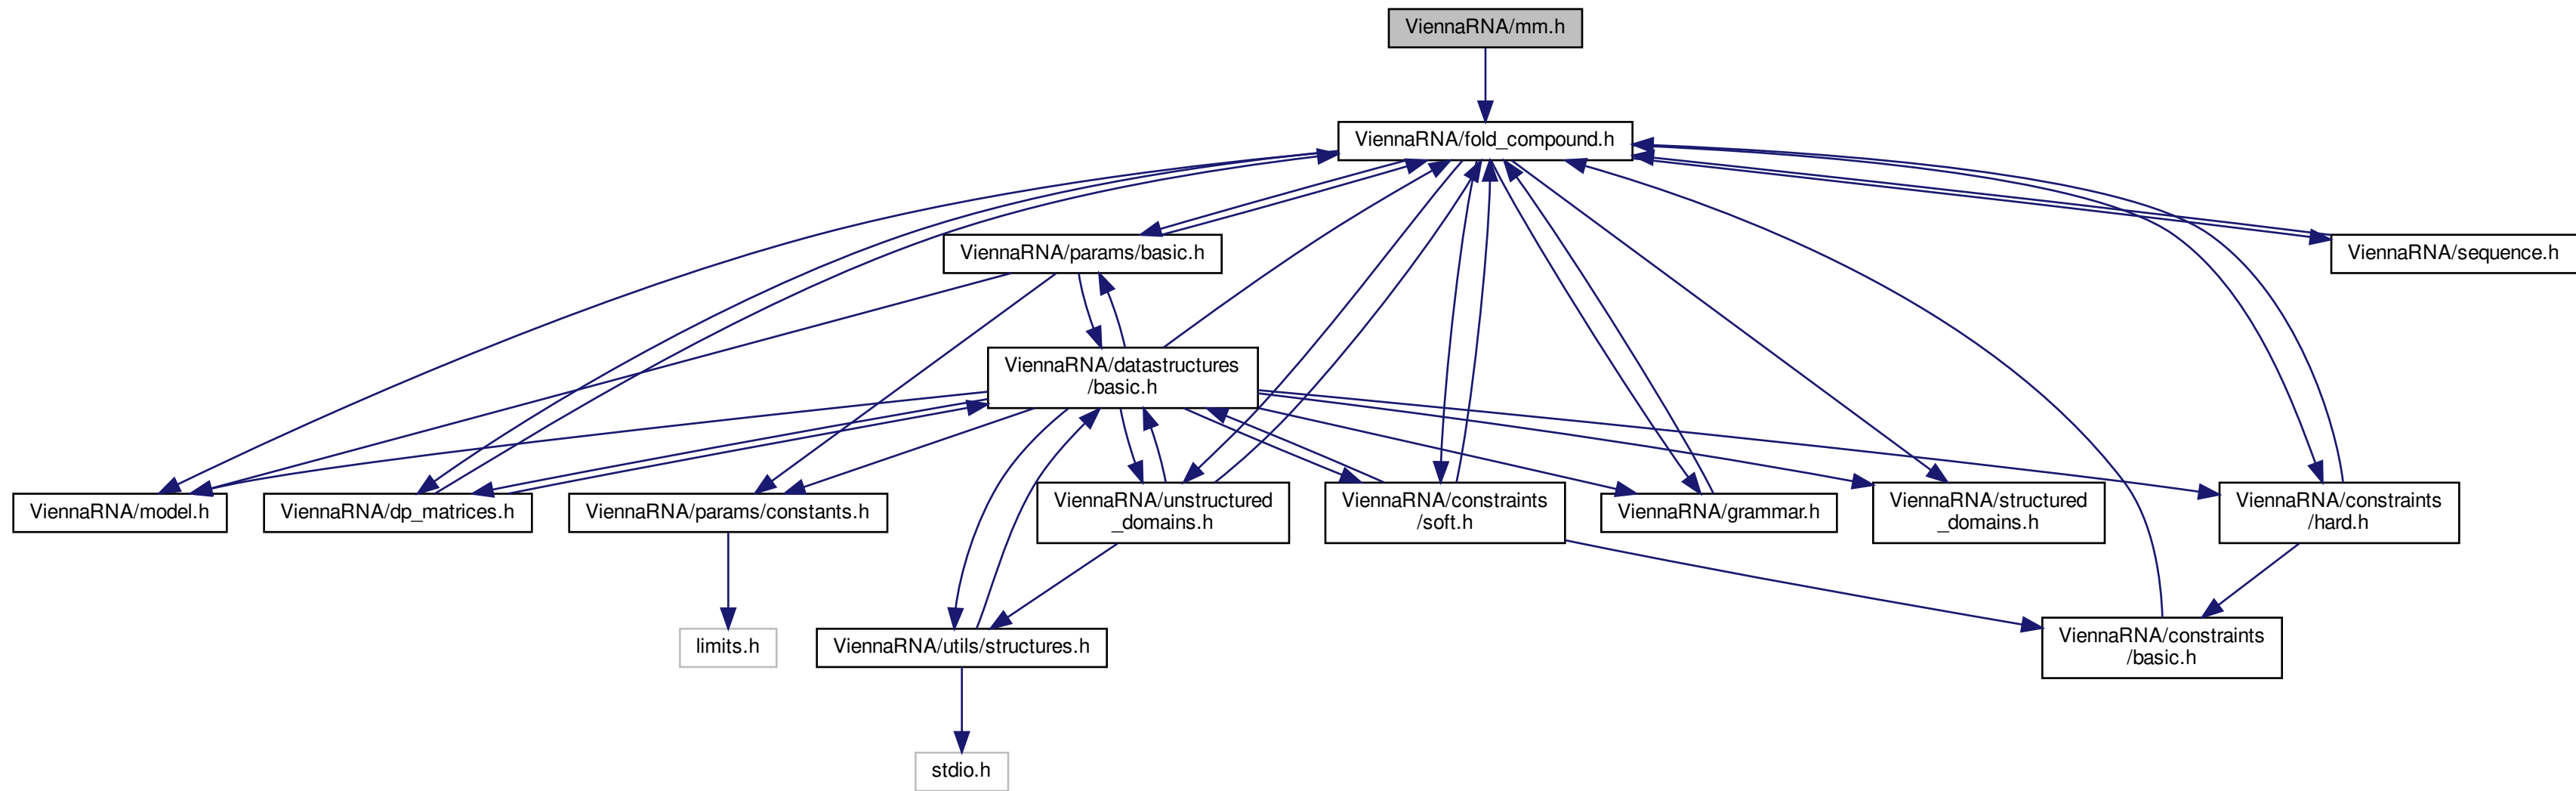 ViennaRNA/mm.h
ViennaRNA/fold_compound.h
ViennaRNA/params/basic.h
ViennaRNA/sequence.h
ViennaRNA/datastructures
/basic.h
ViennaRNA/model.h
ViennaRNA/dp_matrices.h
ViennaRNA/params/constants.h
ViennaRNA/unstructured
_domains.h
ViennaRNA/constraints
/soft.h
ViennaRNA/grammar.h
ViennaRNA/structured
_domains.h
ViennaRNA/constraints
/hard.h
limits.h
ViennaRNA/utils/structures.h
ViennaRNA/constraints
/basic.h
stdio.h